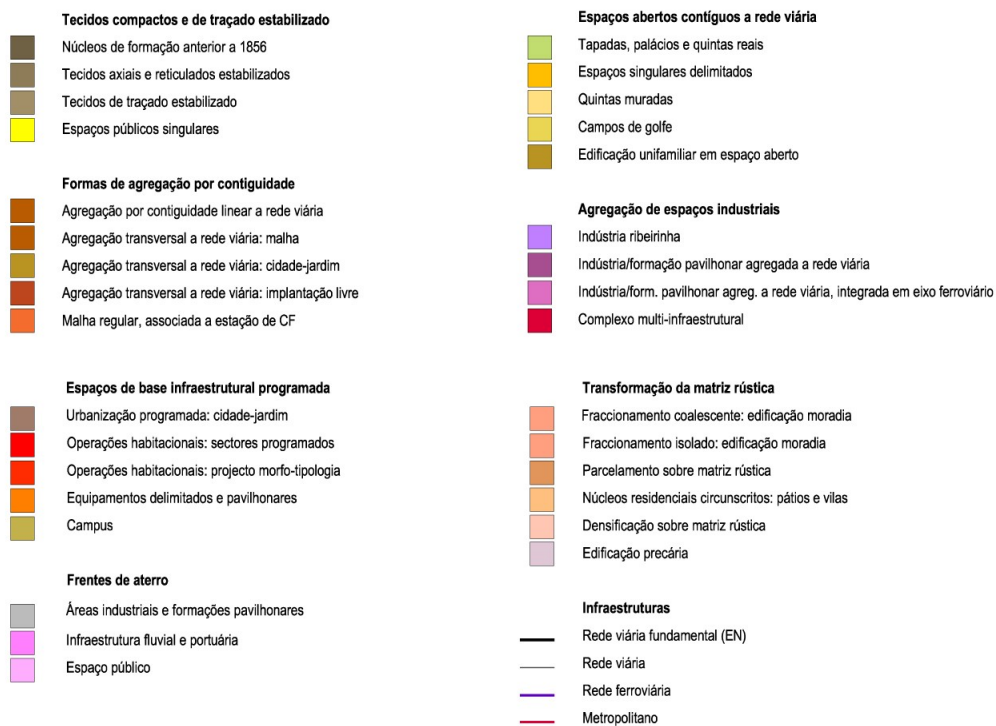 Tecidos compactos e de traçado estabilizado
Núcleos de formação anterior a 1856
Tecidos axiais e reticulados estabilizados
Tecidos de traçado estabilizado
Espaços públicos singulares
Formas de agregação por contiguidade
Agregação por contiguidade linear a rede viária
Agregação transversal a rede viária: malha
Agregação transversal a rede viária: cidade-jardim
Agregação transversal a rede viária: implantação livre
Malha regular, associada a estação de CF
Espaços de base infraestrutural programada
Urbanização programada: cidade-jardim
Operações habitacionais: sectores programados
Operações habitacionais: projecto morfo-tipologia
Equipamentos delimitados e pavilhonares
Campus
Frentes de aterro
Áreas industriais e formações pavilhonares
Infraestrutura fluvial e portuária
Espaço público
Espaços abertos contíguos a rede viária
Tapadas, palácios e quintas reais
Espaços singulares delimitados
Quintas muradas
Campos de golfe
Edificação unifamiliar em espaço aberto
Agregação de espaços industriais
Indústria ribeirinha
Indústria/formação pavilhonar agregada a rede viária
Indústria/form. pavilhonar agreg. a rede viária, integrada em eixo ferroviário
Complexo multi-infraestrutural
Transformação da matriz rústica
Fraccionamento coalescente: edificação moradia
Fraccionamento isolado: edificação moradia
Parcelamento sobre matriz rústica
Núcleos residenciais circunscritos: pátios e vilas
Densificação sobre matriz rústica
Edificação precária
Infraestruturas
Rede viária fundamental (EN)
Rede viária
Rede ferroviária
Metropolitano